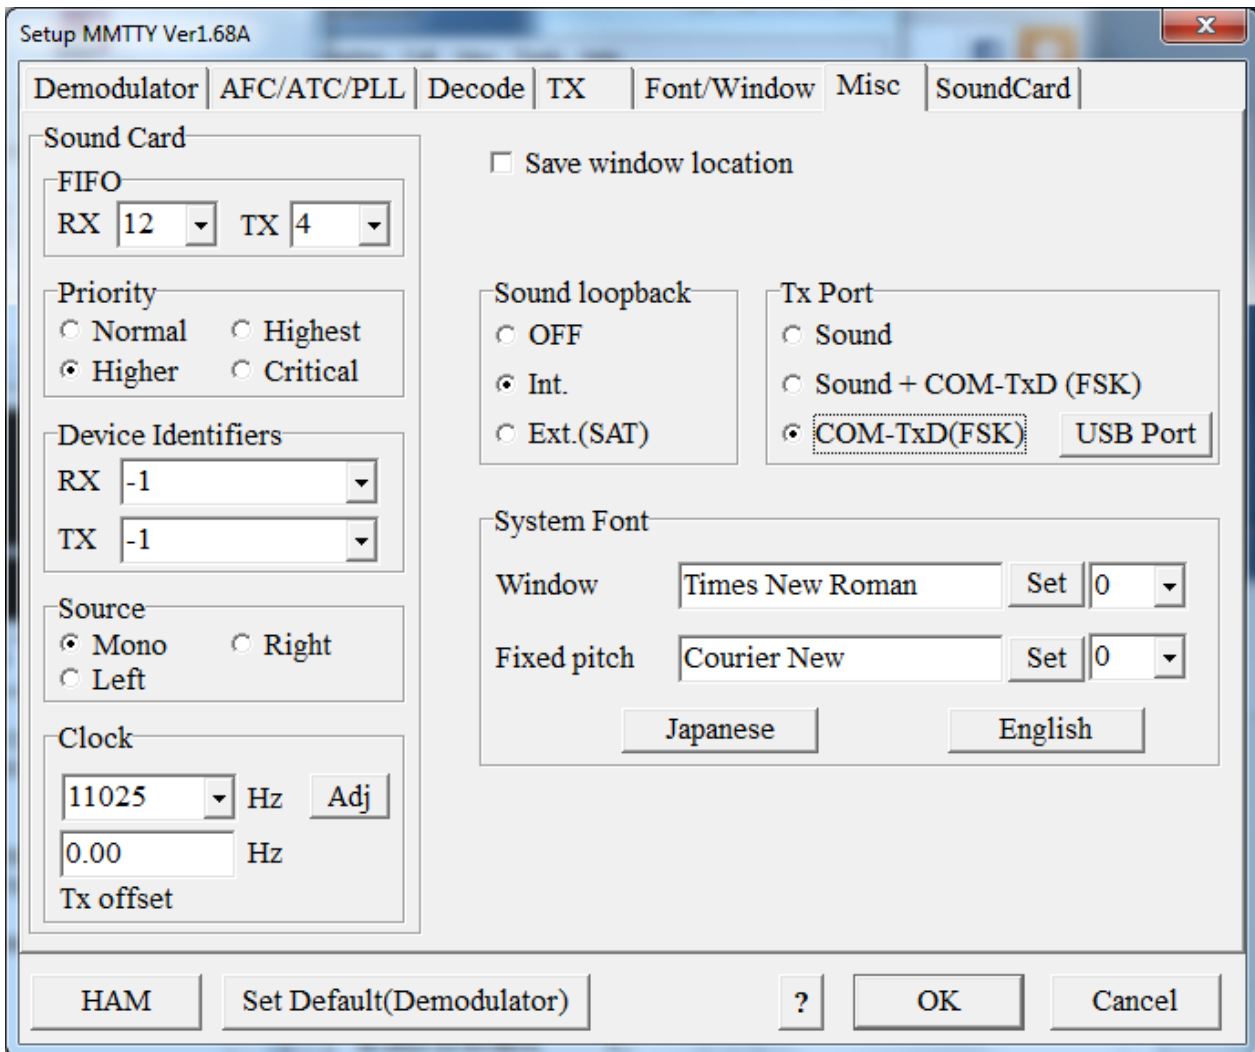 Setup MMTTY Ver1.68A
Demodulator AFC/ATC/PLL Decode TX Font/Window Misc SoundCard
Sound Card
FIFO
RX 12 TX 4
Priority
Normal Highest
Higher Critical
Device Identifiers
RX -1
TX -1
Source
Mono Right
Left
Clock
11025 Hz Adj
0.00 Hz
Tx offset
Save window location
Sound loopback
OFF
Int.
Ext.(SAT)
Tx Port
Sound
Sound + COM-TxD (FSK)
COM-TxD(FSK) USB Port
System Font
Window Times New Roman Set 0
Fixed pitch Courier New Set 0
Japanese English
HAM Set Default(Demodulator) ? OK Cancel